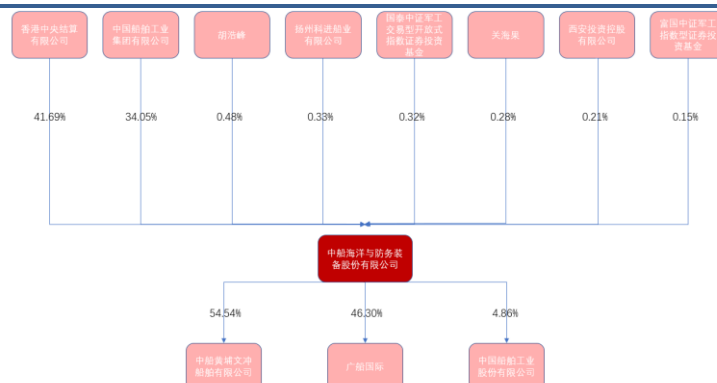 香港中央结算
有限公司
中国船舶工业
集团有限公司
胡浩峰
扬州科进船业有
限公司
国泰中证军工
交易型开放式
指数证券投资
基金
关海果
西安投资控股
有限公司
富国中证军工
指数型证券投
资基金
41.69%
34.05%
0.48%
0.33%
0.32%
0.28%
0.21%
0.15%
中船海洋与防务装
备股份有限公司
54.54%
46.30%
4.86%
中船黄埔文冲
船舶有限公司
广船国际
中国船舶工业
股份有限公司